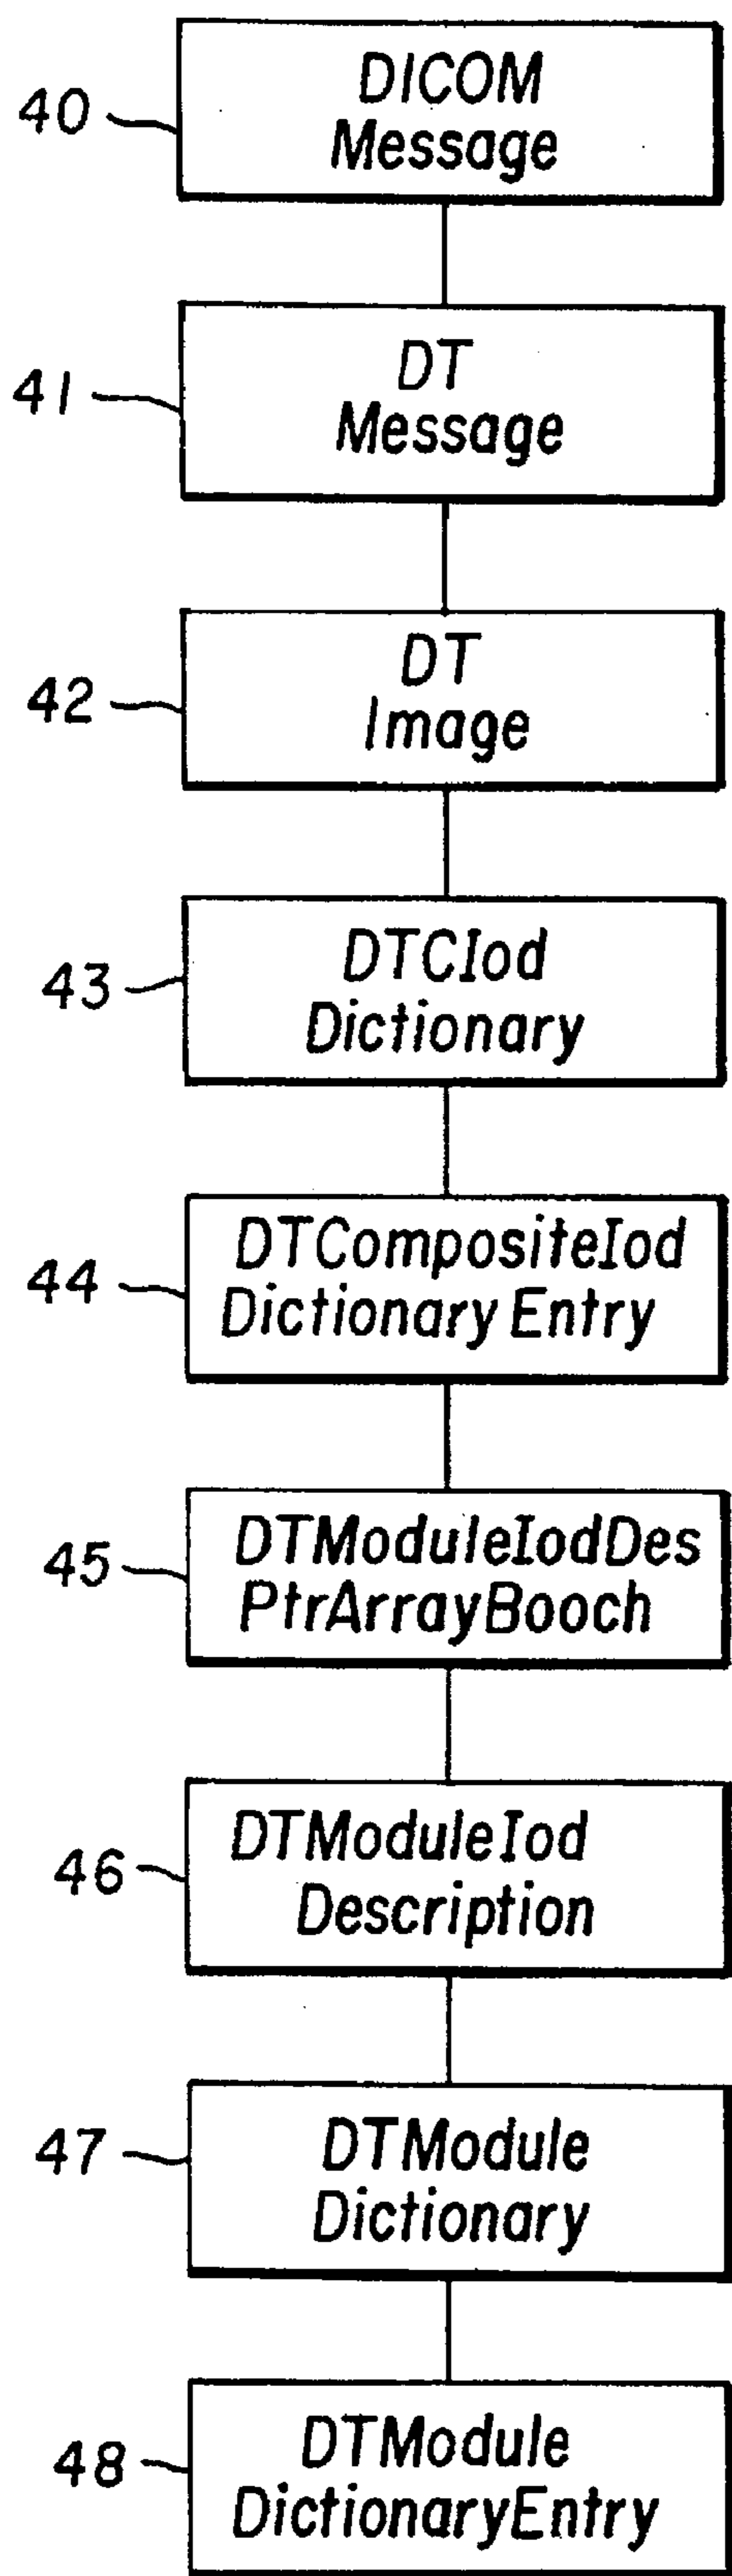 40
DICOM
Message
41
DT
Message
42
DT
Image
43
DTCIod
Dictionary
44
DTCompositeIod
Dictionary Entry
45
DTModuleIodDes
PtrArrayBooch
46
DTModuleIod
Description
47
DTModule
Dictionary
48
DTModule
DictionaryEntry